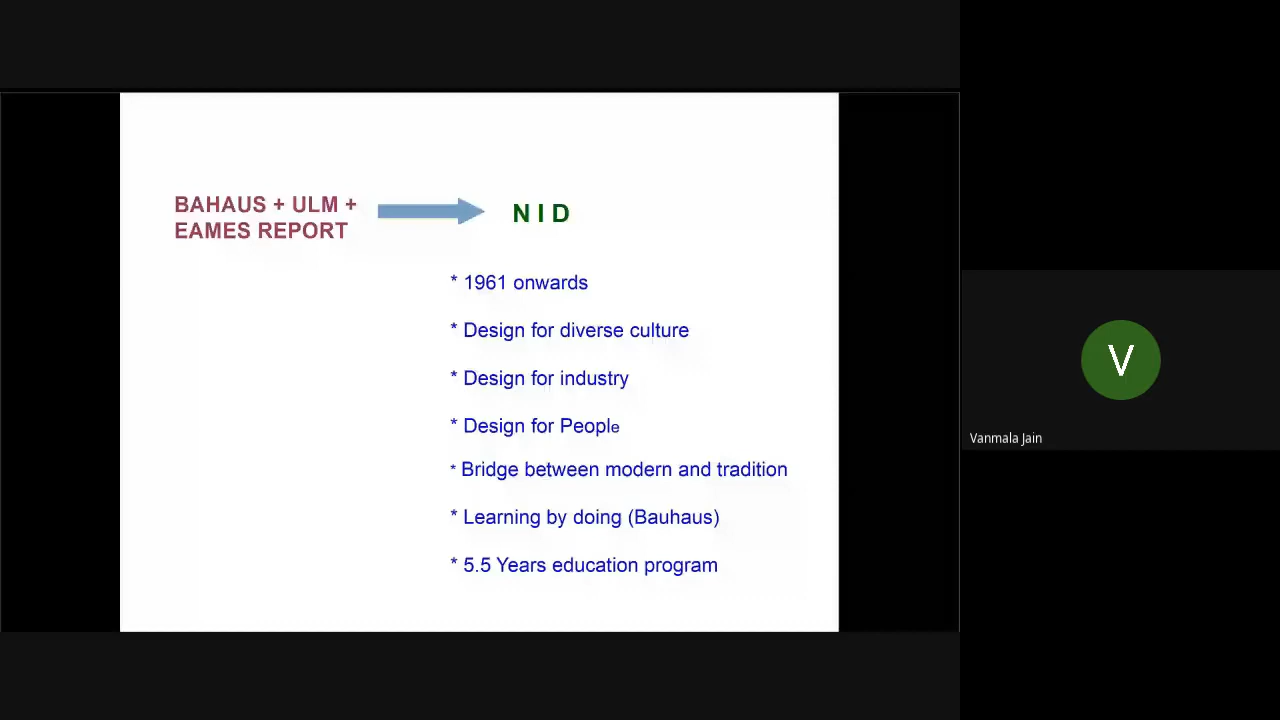 BAHAUS + ULM +
EAMES REPORT
N I D
* 1961 onwards
* Design for diverse culture
* Design for industry
* Design for People
* Bridge between modern and tradition
* Learning by doing (Bauhaus)
* 5.5 Years education program
V
Vanmala Jain